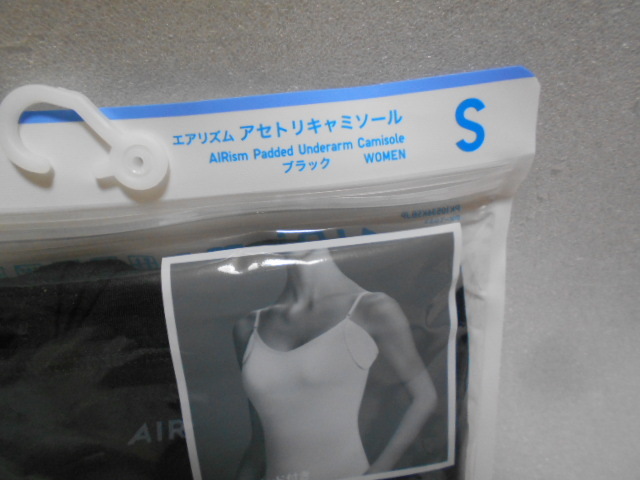 エアリズム アセトリキャミソール
S
AIRism Padded Underarm Camisole
ブラック WOMEN
AIR